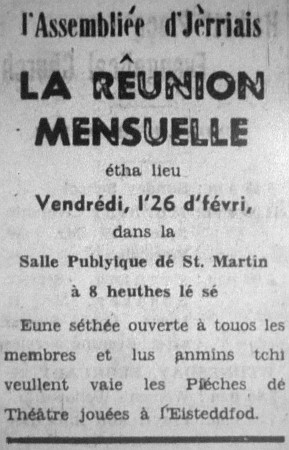 l'Assembliée d'Jèrriais
LA RÊUNION
MENSUELLE
étha lieu
Vendrédi, l'26 d'févri,
dans la
Salle Publyique dé St. Martin
à 8 heuthes lé sé
Eune séthée ouverte à touos les
membres et lus anmins tchi
veullent vaie les Pièches dé
Théâtre jouées à l'Eisteddfod.